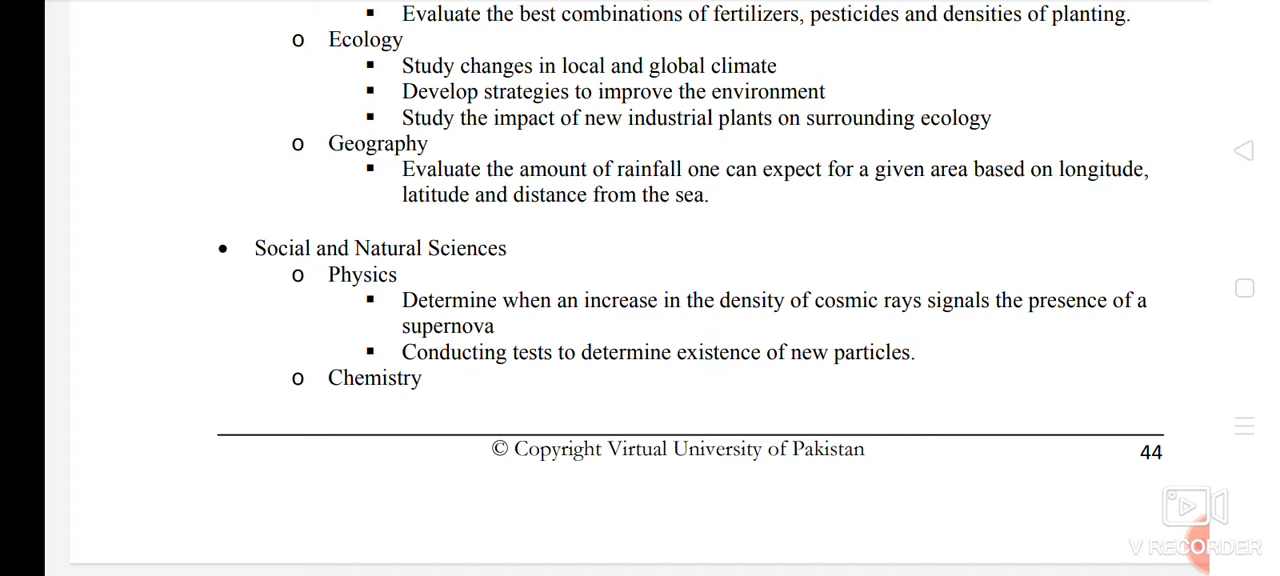 ▪ Evaluate the best combinations of fertilizers, pesticides and densities of planting.
o Ecology
▪ Study changes in local and global climate
▪ Develop strategies to improve the environment
▪ Study the impact of new industrial plants on surrounding ecology
o Geography
▪ Evaluate the amount of rainfall one can expect for a given area based on longitude,
latitude and distance from the sea.
• Social and Natural Sciences
o Physics
▪ Determine when an increase in the density of cosmic rays signals the presence of a
supernova
▪ Conducting tests to determine existence of new particles.
o Chemistry
© Copyright Virtual University of Pakistan
44
V RECORDER